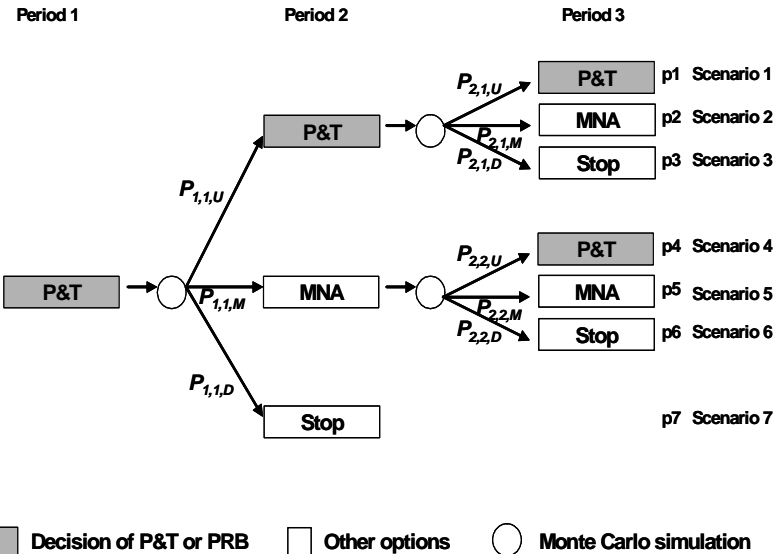 Period 1 Period 2 Period 3
P2,1,U P&T p1 Scenario 1
P&T MNA p2 Scenario 2
P2,1,M
P2,1,D Stop p3 Scenario 3
P1,1,U
P2,2,U P&T p4 Scenario 4
P&T P1,1,M MNA MNA p5 Scenario 5
P2,2,M
P2,2,D Stop p6 Scenario 6
P1,1,D
Stop p7 Scenario 7
Decision of P&T or PRB Other options Monte Carlo simulation